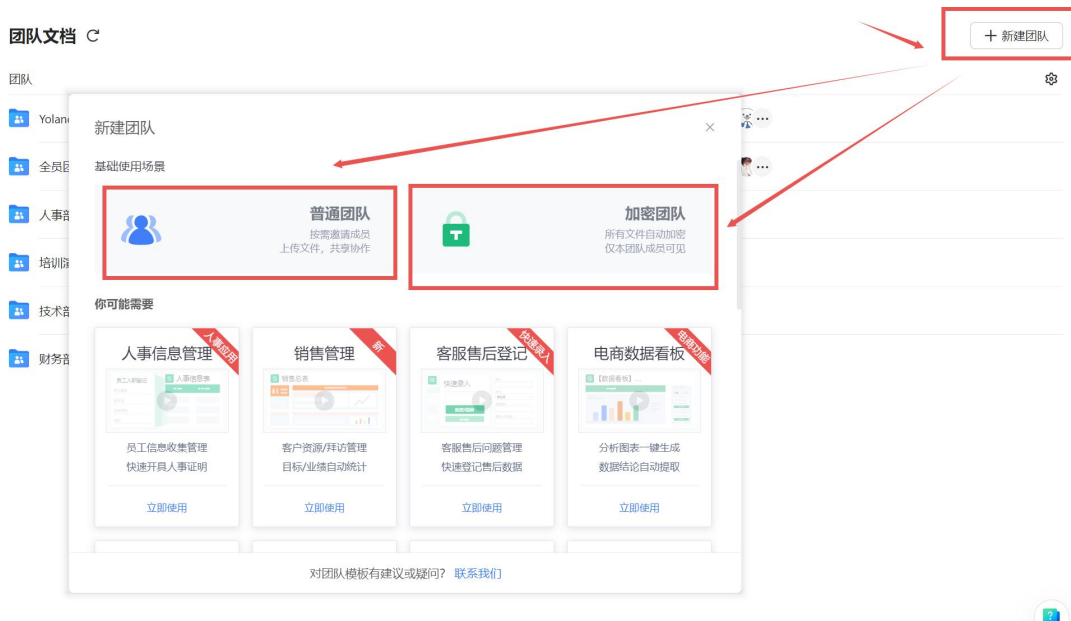 团队文档
+ 新建团队
团队
Yolan
全员
人事部
培训
技术部
财务部
新建团队
基础使用场景
普通团队
按需邀请成员
上传文件，共享协作
加密团队
所有文件自动加密
仅本团队成员可见
你可能需要
人事应用
人事信息管理
员工信息收集管理
快速开具人事证明
立即使用
新
销售管理
销售总表
客户资源/拜访管理
目标/业绩自动统计
立即使用
快速录入
客服售后登记
快速录入
客服售后问题管理
快速登记售后数据
立即使用
电商功能
电商数据看板
【数据看板】...
分析图表一键生成
数据结论自动提取
立即使用
人事信息表
对团队模板有建议或疑问？ 联系我们